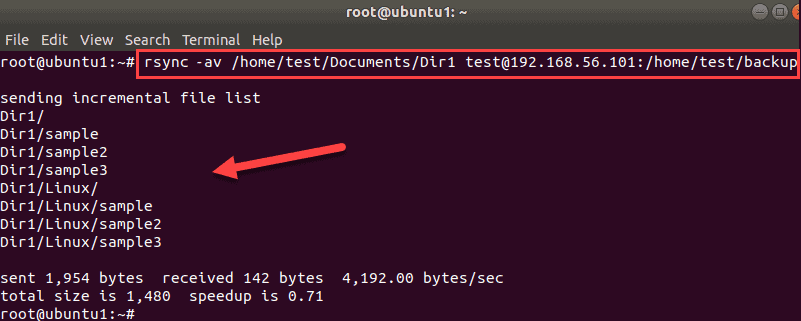 root@ubuntu1: ~
File Edit View Search Terminal Help
root@ubuntu1:~# rsync -av /home/test/Documents/Dir1 test@192.168.56.101:/home/test/backup
sending incremental file list
Dir1/
Dir1/sample
Dir1/sample2
Dir1/sample3
Dir1/Linux/
Dir1/Linux/sample
Dir1/Linux/sample2
Dir1/Linux/sample3
sent 1,954 bytes  received 142 bytes  4,192.00 bytes/sec
total size is 1,480  speedup is 0.71
root@ubuntu1:~#